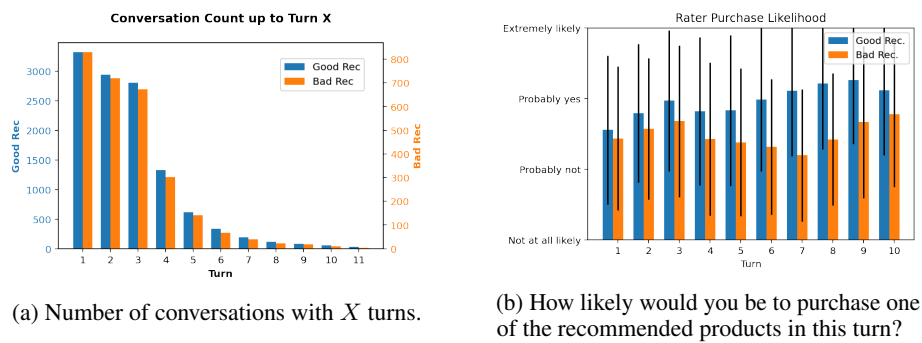 Conversation Count up to Turn X
Good Rec
Bad Rec
3000
2500
2000
1500
1000
500
0
800
700
600
500
400
300
200
100
0
Good Rec
Bad Rec
1 2 3 4 5 6 7 8 9 10 11
Turn
(a) Number of conversations with X turns.
Rater Purchase Likelihood
Good Rec.
Bad Rec.
Extremely likely
Probably yes
Probably not
Not at all likely
1 2 3 4 5 6 7 8 9 10
Turn
(b) How likely would you be to purchase one
of the recommended products in this turn?